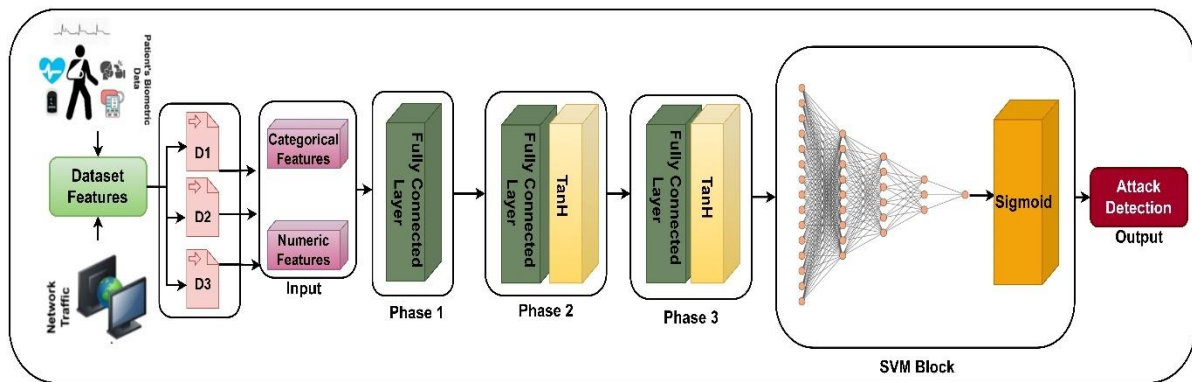 Patient's Biometric
Data
Dataset
Features
Network
Traffic
D1
D2
D3
Categorical
Features
Numeric
Features
Input
Fully Connected
Layer
Phase 1
Fully Connected
Layer
TanH
Phase 2
Fully Connected
Layer
TanH
Phase 3
Sigmoid
SVM Block
Attack
Detection
Output